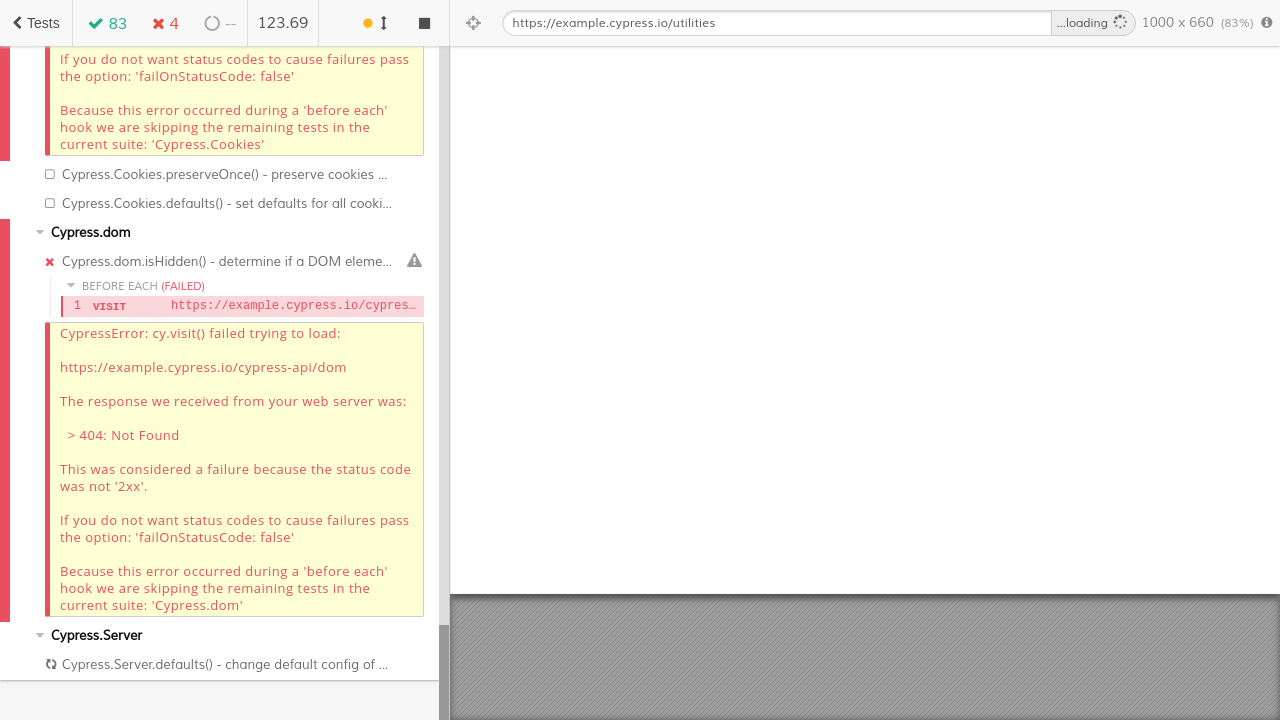 Tests
83
4
--
123.69
https://example.cypress.io/utilities
...loading
1000 x 660 (83%)
If you do not want status codes to cause failures pass
the option: 'failOnStatusCode: false'
Because this error occurred during a 'before each'
hook we are skipping the remaining tests in the
current suite: 'Cypress.Cookies'
Cypress.Cookies.preserveOnce() - preserve cookies ...
Cypress.Cookies.defaults() - set defaults for all cooki...
Cypress.dom
Cypress.dom.isHidden() - determine if a DOM eleme...
BEFORE EACH (FAILED)
1 VISIT https://example.cypress.io/cypres…
CypressError: cy.visit() failed trying to load:
https://example.cypress.io/cypress-api/dom
The response we received from your web server was:
> 404: Not Found
This was considered a failure because the status code
was not '2xx'.
If you do not want status codes to cause failures pass
the option: 'failOnStatusCode: false'
Because this error occurred during a 'before each'
hook we are skipping the remaining tests in the
current suite: 'Cypress.dom'
Cypress.Server
Cypress.Server.defaults() - change default config of ...